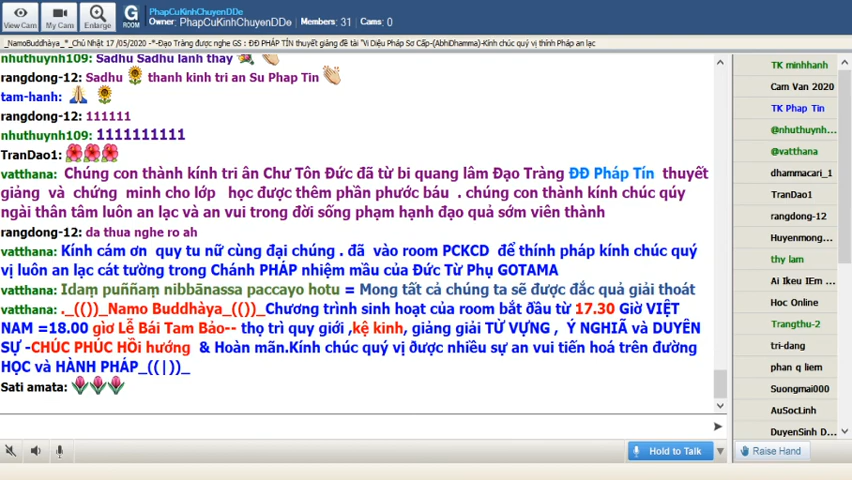 PhapCuKinhChuyenDDe
Owner: PhapCuKinhChuyenDDe Members: 31 Cams: 0
View Cam My Cam Enlarge G ROOM
_NamoBuddhàya_*_Chủ Nhật 17 /05/2020 -*-Đạo Tràng được nghe GS : ĐĐ PHÁP TÍN thuyết giảng đề tài "Vi Diệu Pháp Sơ Cấp-(AbhiDhamma)-Kính chúc quý vị thính Pháp an lạc
nhuthuynh109: Sadhu Sadhu lành thay
rangdong-12: Sadhu thanh kinh tri an Su Phap Tin
tam-hanh:
rangdong-12: 111111
nhuthuynh109: 1111111111
TranDao1:
vatthana: Chúng con thành kính tri ân Chư Tôn Đức đã từ bi quang lâm Đạo Tràng ĐĐ Pháp Tín thuyết
giảng và chứng minh cho lớp học được thêm phần phước báu . chúng con thành kính chúc qúy
ngài thân tâm luôn an lạc và an vui trong đời sống phạm hạnh đạo quả sớm viên thành
rangdong-12: da thua nghe ro ah
vatthana: Kính cám ơn quy tu nữ cùng đại chúng . đã vào room PCKCD để thính pháp kính chúc quý
vị luôn an lạc cát tường trong Chánh PHÁP nhiệm mầu của Đức Từ Phụ GOTAMA
vatthana: Idaṃ puññaṃ nibbānassa paccayo hotu = Mong tất cả chúng ta sẽ được đắc quả giải thoát
vatthana: ._(())_Namo Buddhàya_(())_Chương trình sinh hoạt của room bắt đầu từ 17.30 Giờ VIỆT
NAM =18.00 giơ Lễ Bái Tam Bảo-- thọ trì quy giới ,kệ kinh, giảng giải TỪ VỰNG , Ý NGHIÃ và DUYÊN
SỰ -CHÚC PHÚC HỒi hướng & Hoàn mãn.Kính chúc quý vị được nhiều sự an vui tiến hoá trên đường
HỌC và HÀNH PHÁP_((|))_
Sati amata:
Hold to Talk
TK minhhanh
Cam Van 2020
TK Phap Tin
@nhuthuynh...
@vatthana
dhammacari_1
TranDao1
rangdong-12
Huyenmong...
thy lam
Ai Ikeu IEm ...
Hoc Online
Trangthu-2
tri-dang
phan q liem
Suongmai000
AuSocLinh
DuyenSinh D...
Raise Hand